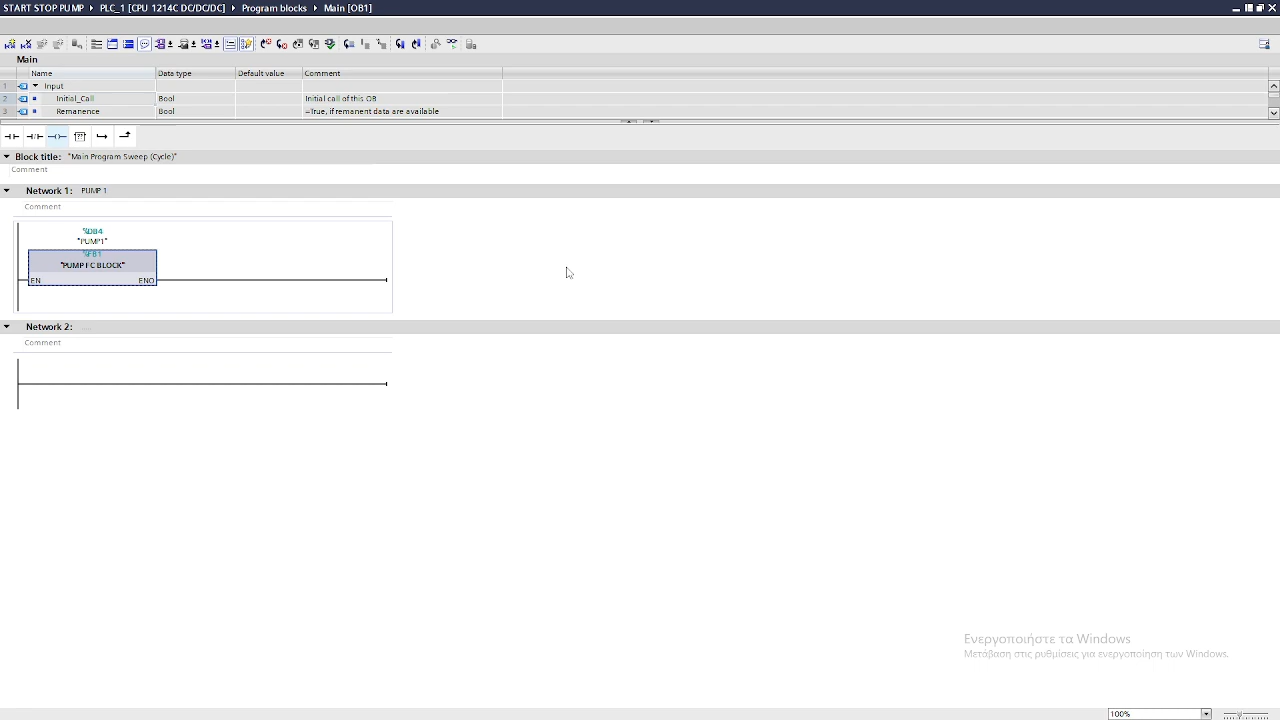 START STOP PUMP › PLC_1 [CPU 1214C DC/DC/DC] › Program blocks › Main [OB1]
Main
Name Data type Default value Comment
1 Input
2 Initial_Call Bool Initial call of this OB
3 Remanence Bool =True, if remanent data are available
Block title: "Main Program Sweep (Cycle)"
Comment
Network 1: PUMP 1
Comment
%DB4
"PUMP1"
%FB1
"PUMP FC BLOCK"
EN ENO
Network 2: .....
Comment
Ενεργοποιήστε τα Windows
Μετάβαση στις ρυθμίσεις για ενεργοποίηση των Windows.
100%